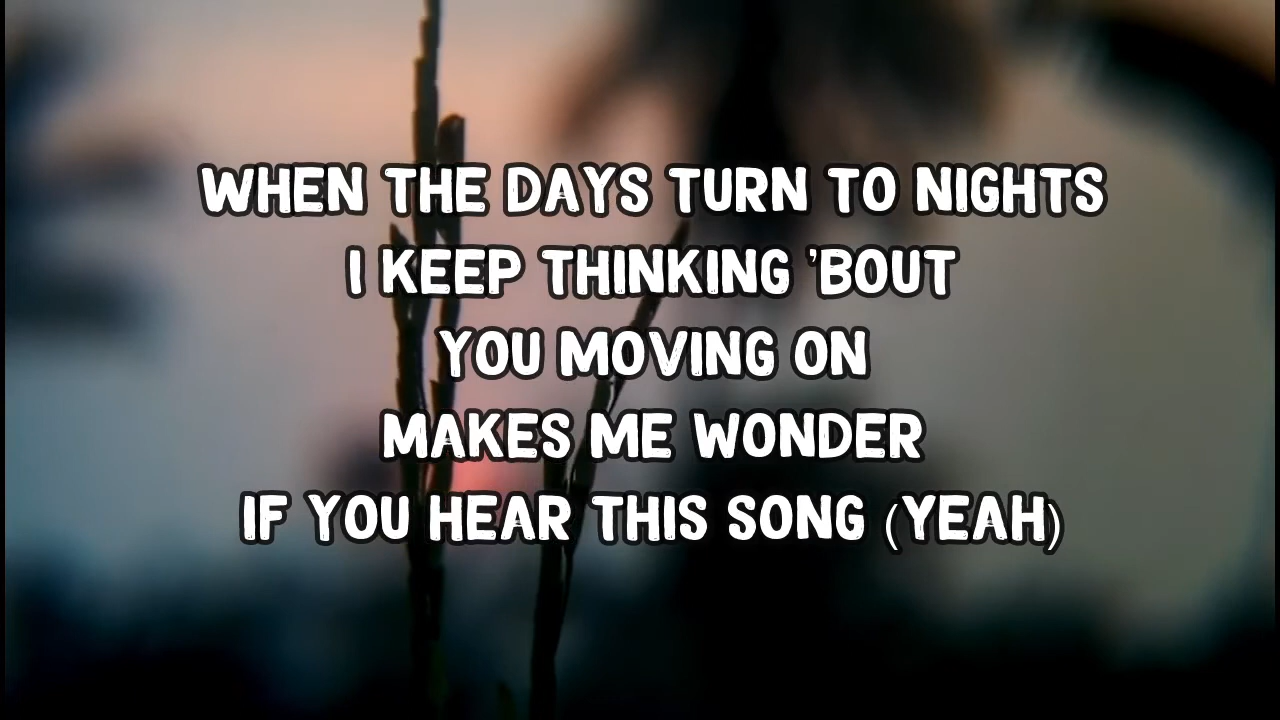 WHEN THE DAYS TURN TO NIGHTS
I KEEP THINKING 'BOUT
YOU MOVING ON
MAKES ME WONDER
IF YOU HEAR THIS SONG (YEAH)